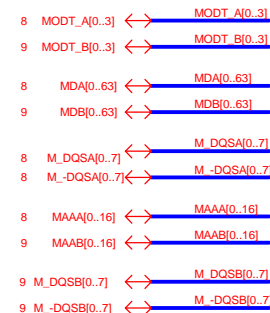 8 MODT_A[0..3] MODT_A[0..3]
9 MODT_B[0..3] MODT_B[0..3]
8 MDA[0..63] MDA[0..63]
9 MDB[0..63] MDB[0..63]
8 M_DQSA[0..7] M_DQSA[0..7]
8 M_-DQSA[0..7] M_-DQSA[0..7
8 MAAA[0..16] MAAA[0..16]
9 MAAB[0..16] MAAB[0..16]
9 M_DQSB[0..7] M_DQSB[0..7]
9 M_-DQSB[0..7] M_-DQSB[0..7